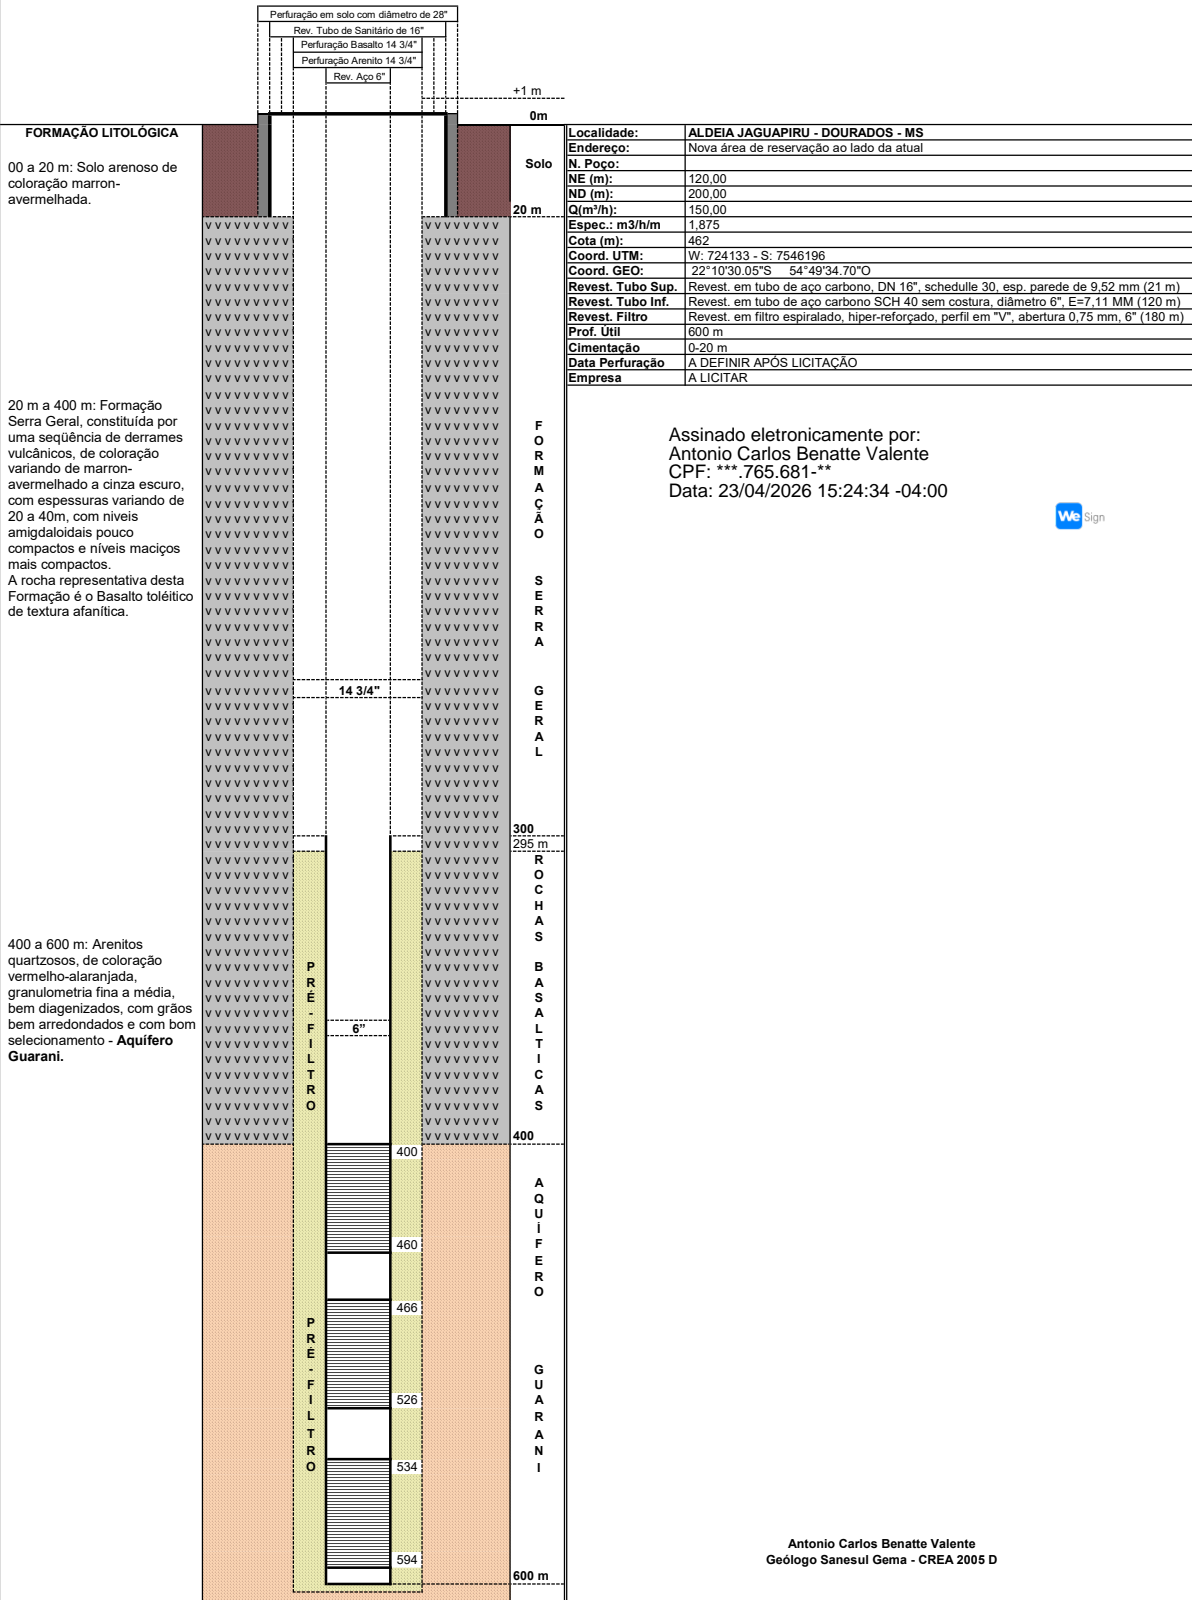 Perfuração em solo com diâmetro de 28"
Rev. Tubo de Sanitário de 16"
Perfuração Basalto 14 3/4"
Perfuração Arenito 14 3/4"
Rev. Aço 6"
+1 m
0m
FORMAÇÃO LITOLÓGICA
00 a 20 m: Solo arenoso de
coloração marron-
avermelhada.
Solo
20 m
Localidade: ALDEIA JAGUAPIRU - DOURADOS - MS
Endereço: Nova área de reservação ao lado da atual
N. Poço:
NE (m): 120,00
ND (m): 200,00
Q(m³/h): 150,00
Espec.: m3/h/m 1,875
Cota (m): 462
Coord. UTM: W: 724133 - S: 7546196
Coord. GEO: 22°10'30.05"S 54°49'34.70"O
Revest. Tubo Sup. Revest. em tubo de aço carbono, DN 16", schedulle 30, esp. parede de 9,52 mm (21 m)
Revest. Tubo Inf. Revest. em tubo de aço carbono SCH 40 sem costura, diâmetro 6", E=7,11 MM (120 m)
Revest. Filtro Revest. em filtro espiralado, hiper-reforçado, perfil em "V", abertura 0,75 mm, 6" (180 m)
Prof. Útil 600 m
Cimentação 0-20 m
Data Perfuração A DEFINIR APÓS LICITAÇÃO
Empresa A LICITAR
20 m a 400 m: Formação
Serra Geral, constituída por
uma seqüência de derrames
vulcânicos, de coloração
variando de marron-
avermelhado a cinza escuro,
com espessuras variando de
20 a 40m, com niveis
amigdaloidais pouco
compactos e níveis maciços
mais compactos.
A rocha representativa desta
Formação é o Basalto toléitico
de textura afanítica.
FORMAÇÃO SERRA GERAL
Assinado eletronicamente por:
Antonio Carlos Benatte Valente
CPF: ***.765.681-**
Data: 23/04/2026 15:24:34 -04:00
We Sign
14 3/4"
300
295 m
ROCHAS BASALTICAS
400 a 600 m: Arenitos
quartzosos, de coloração
vermelho-alaranjada,
granulometria fina a média,
bem diagenizados, com grãos
bem arredondados e com bom
selecionamento - Aquífero
Guarani.
PRÉ-FILTRO
6”
400
400
460
466
526
534
594
PRÉ-FILTRO
AQUÍFERO GUARANI
600 m
Antonio Carlos Benatte Valente
Geólogo Sanesul Gema - CREA 2005 D